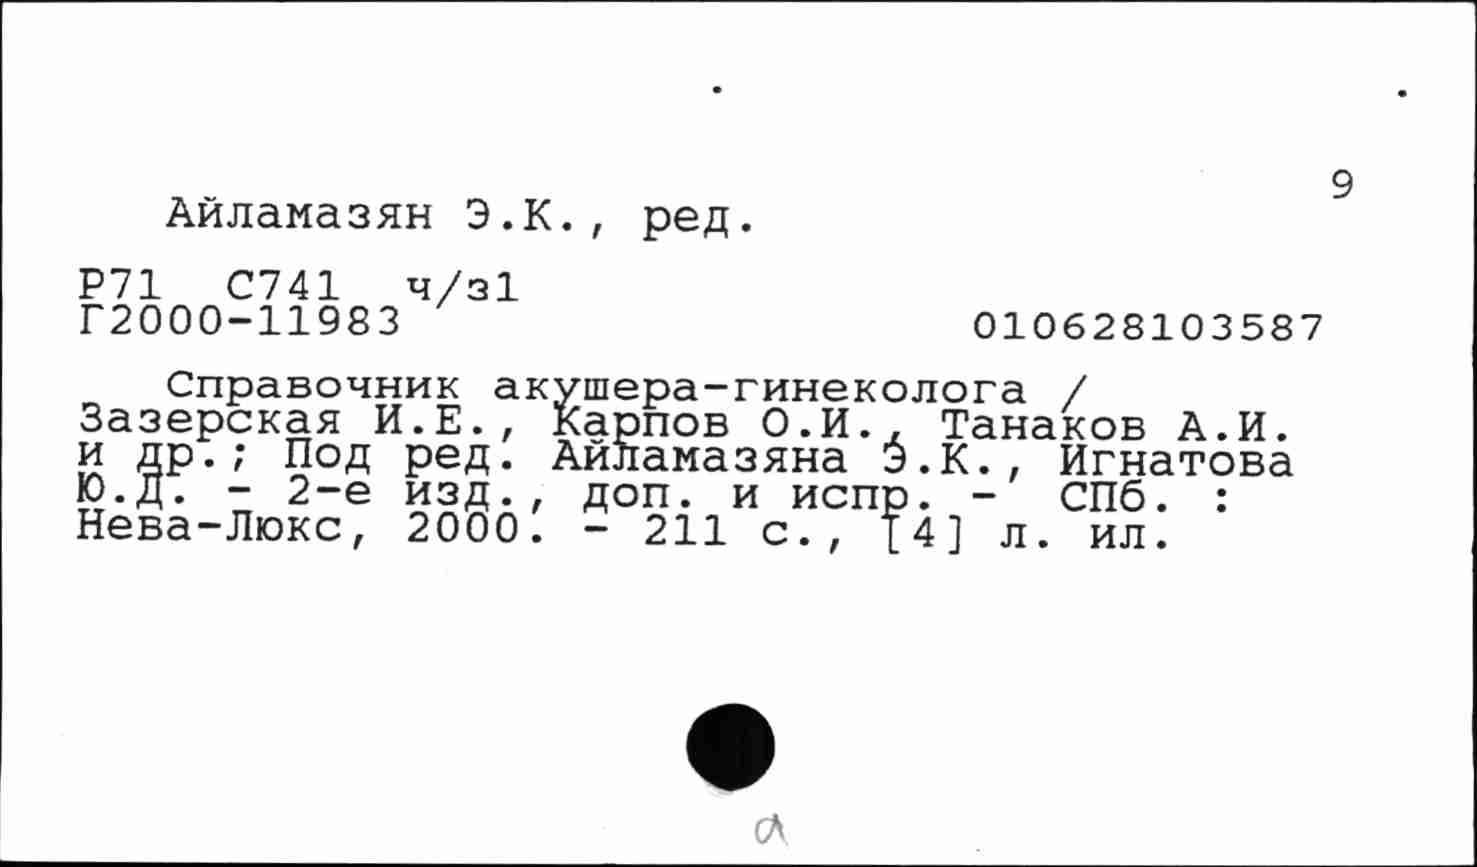 9
Айламазян Э.К., ред.
Р71 С741 ч/з1
Г2000-11983 010628103587
Справочник акушера-гинеколога /
Зазерская И.Е., Карпов О.И., Танаков А.И.
и др.; Под ред. Айламазяна Э.К., Игнатова
Ю.Д. - 2-е изд., доп. и испр. - СПб. :
Нева-Люкс, 2000. - 211 с., [4] л. ил.
а